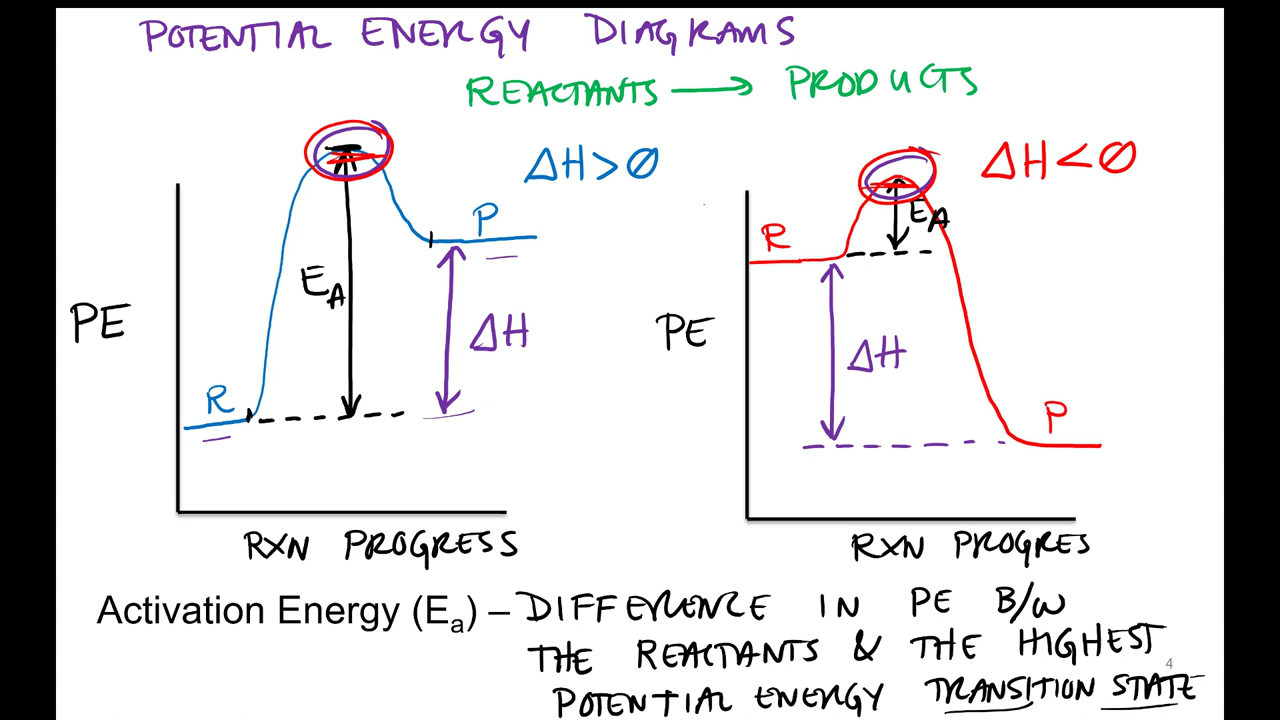 POTENTIAL ENERGY DIAGRAMS
REACTANTS → PRODUCTS
ΔH > 0
P
EA
ΔH
PE
R
RXN PROGRESS
ΔH < 0
R
EA
PE
ΔH
P
RXN PROGRES
Activation Energy (Ea) – DIFFERENCE IN PE B/W
THE REACTANTS & THE HIGHEST
4
POTENTIAL ENERGY TRANSITION STATE